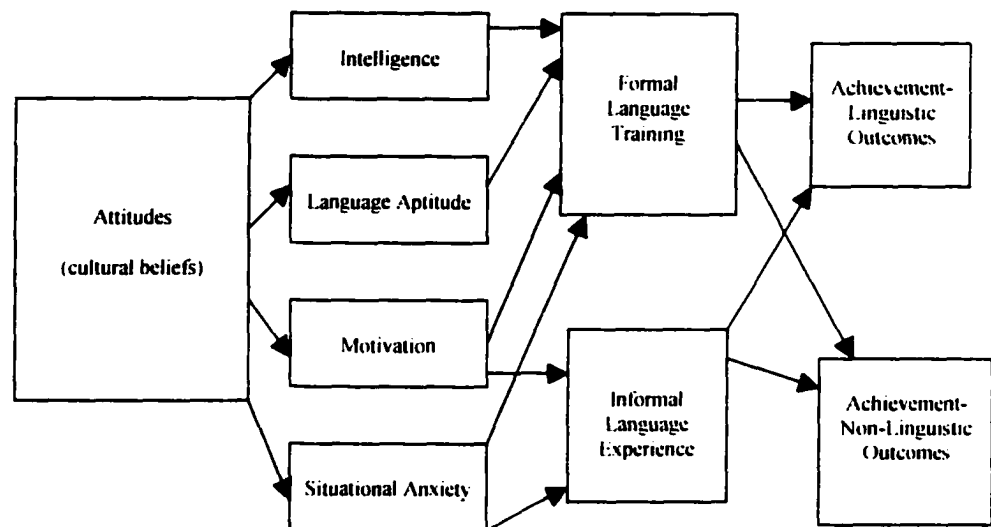 Intelligence
Formal
Language
Training
Achievement-
Linguistic
Outcomes
Language Aptitude
Attitudes
(cultural beliefs)
Motivation
Informal
Language
Experience
Achievement-
Non-Linguistic
Outcomes
Situational Anxiety